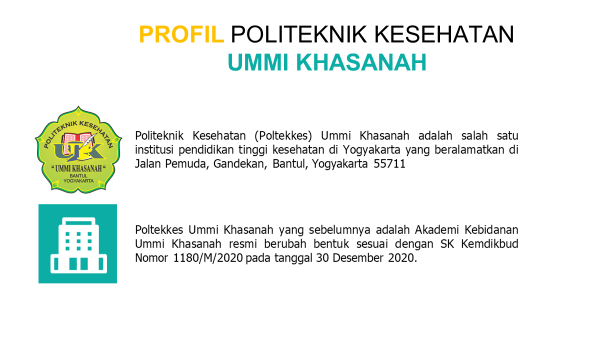 PROFIL POLITEKNIK KESEHATAN
UMMI KHASANAH
POLITEKNIK KESEHATAN
UK
"UMMI KHASANAH"
BANTUL
YOGYAKARTA
Politeknik Kesehatan (Poltekkes) Ummi Khasanah adalah salah satu
institusi pendidikan tinggi kesehatan di Yogyakarta yang beralamatkan di
Jalan Pemuda, Gandekan, Bantul, Yogyakarta 55711
Poltekkes Ummi Khasanah yang sebelumnya adalah Akademi Kebidanan
Ummi Khasanah resmi berubah bentuk sesuai dengan SK Kemdikbud
Nomor 1180/M/2020 pada tanggal 30 Desember 2020.